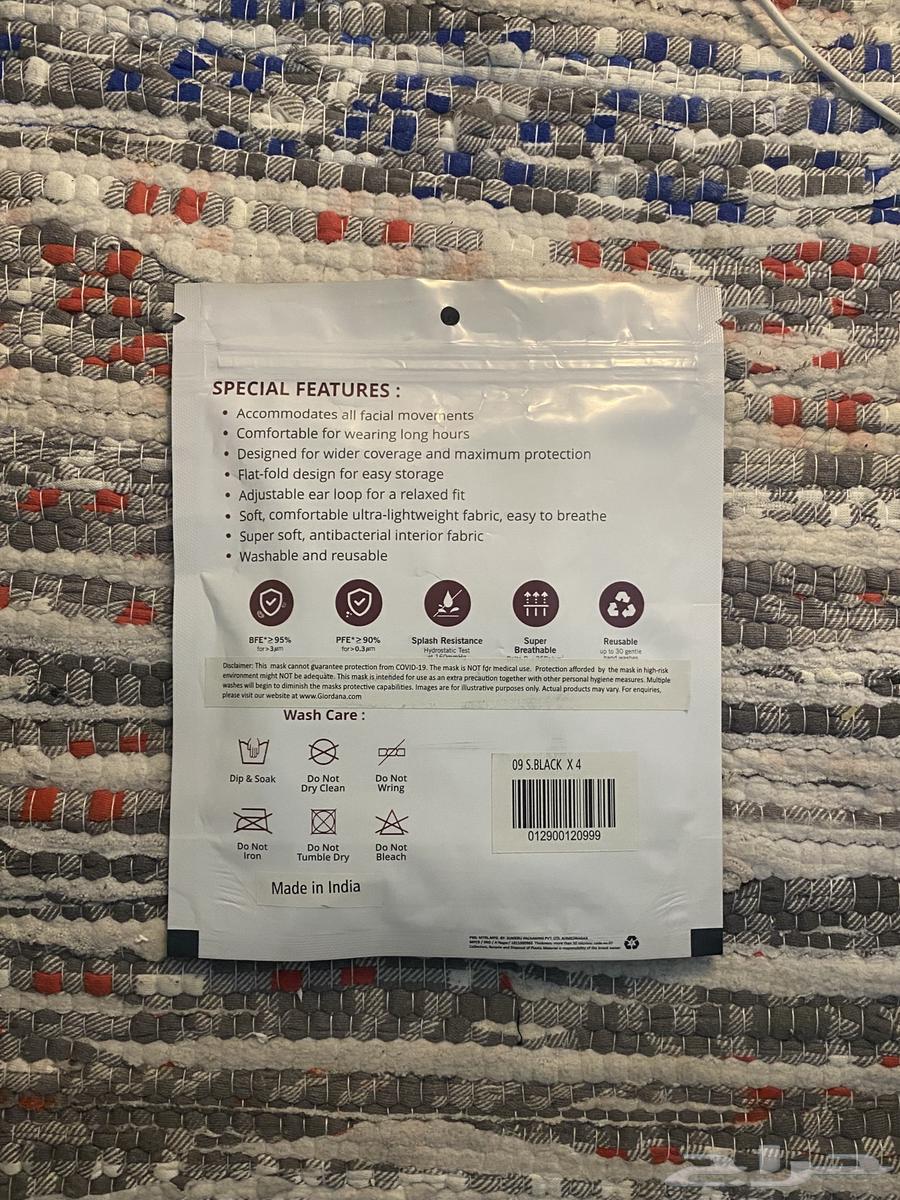 SPECIAL FEATURES :
• Accommodates all facial movements
• Comfortable for wearing long hours
• Designed for wider coverage and maximum protection
• Flat-fold design for easy storage
• Adjustable ear loop for a relaxed fit
• Soft, comfortable ultra-lightweight fabric, easy to breathe
• Super soft, antibacterial interior fabric
• Washable and reusable
BFE*≥95%
for>3µm
PFE*≥90%
for>0.3µm
Splash Resistance
Hydrostatic Test
Super
Breathable
Reusable
up to 30 gentle
hand washes
Disclaimer: This mask cannot guarantee protection from COVID-19. The mask is NOT for medical use. Protection afforded by the mask in high-risk
environment might NOT be adequate. This mask is intended for use as an extra precaution together with other personal hygiene measures. Multiple
washes will begin to diminish the masks protective capabilities. Images are for illustrative purposes only. Actual products may vary. For enquiries,
please visit our website at www.Giordana.com
Wash Care :
Dip & Soak
Do Not
Dry Clean
Do Not
Wring
Do Not
Iron
Do Not
Tumble Dry
Do Not
Bleach
09 S.BLACK X 4
012900120999
Made in India
حراج